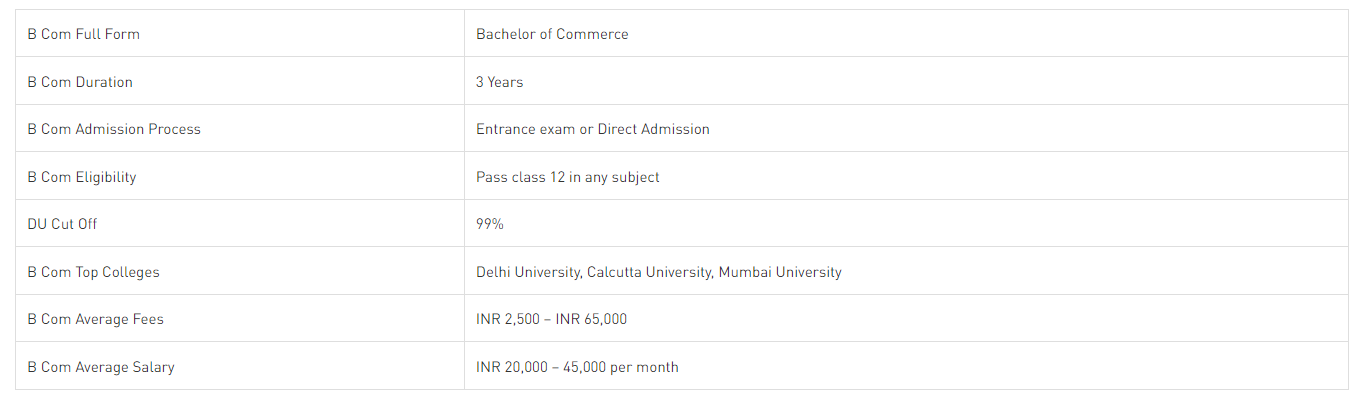 B Com Full Form Bachelor of Commerce
B Com Duration 3 Years
B Com Admission Process Entrance exam or Direct Admission
B Com Eligibility Pass class 12 in any subject
DU Cut Off 99%
B Com Top Colleges Delhi University, Calcutta University, Mumbai University
B Com Average Fees INR 2,500 – INR 65,000
B Com Average Salary INR 20,000 – 45,000 per month